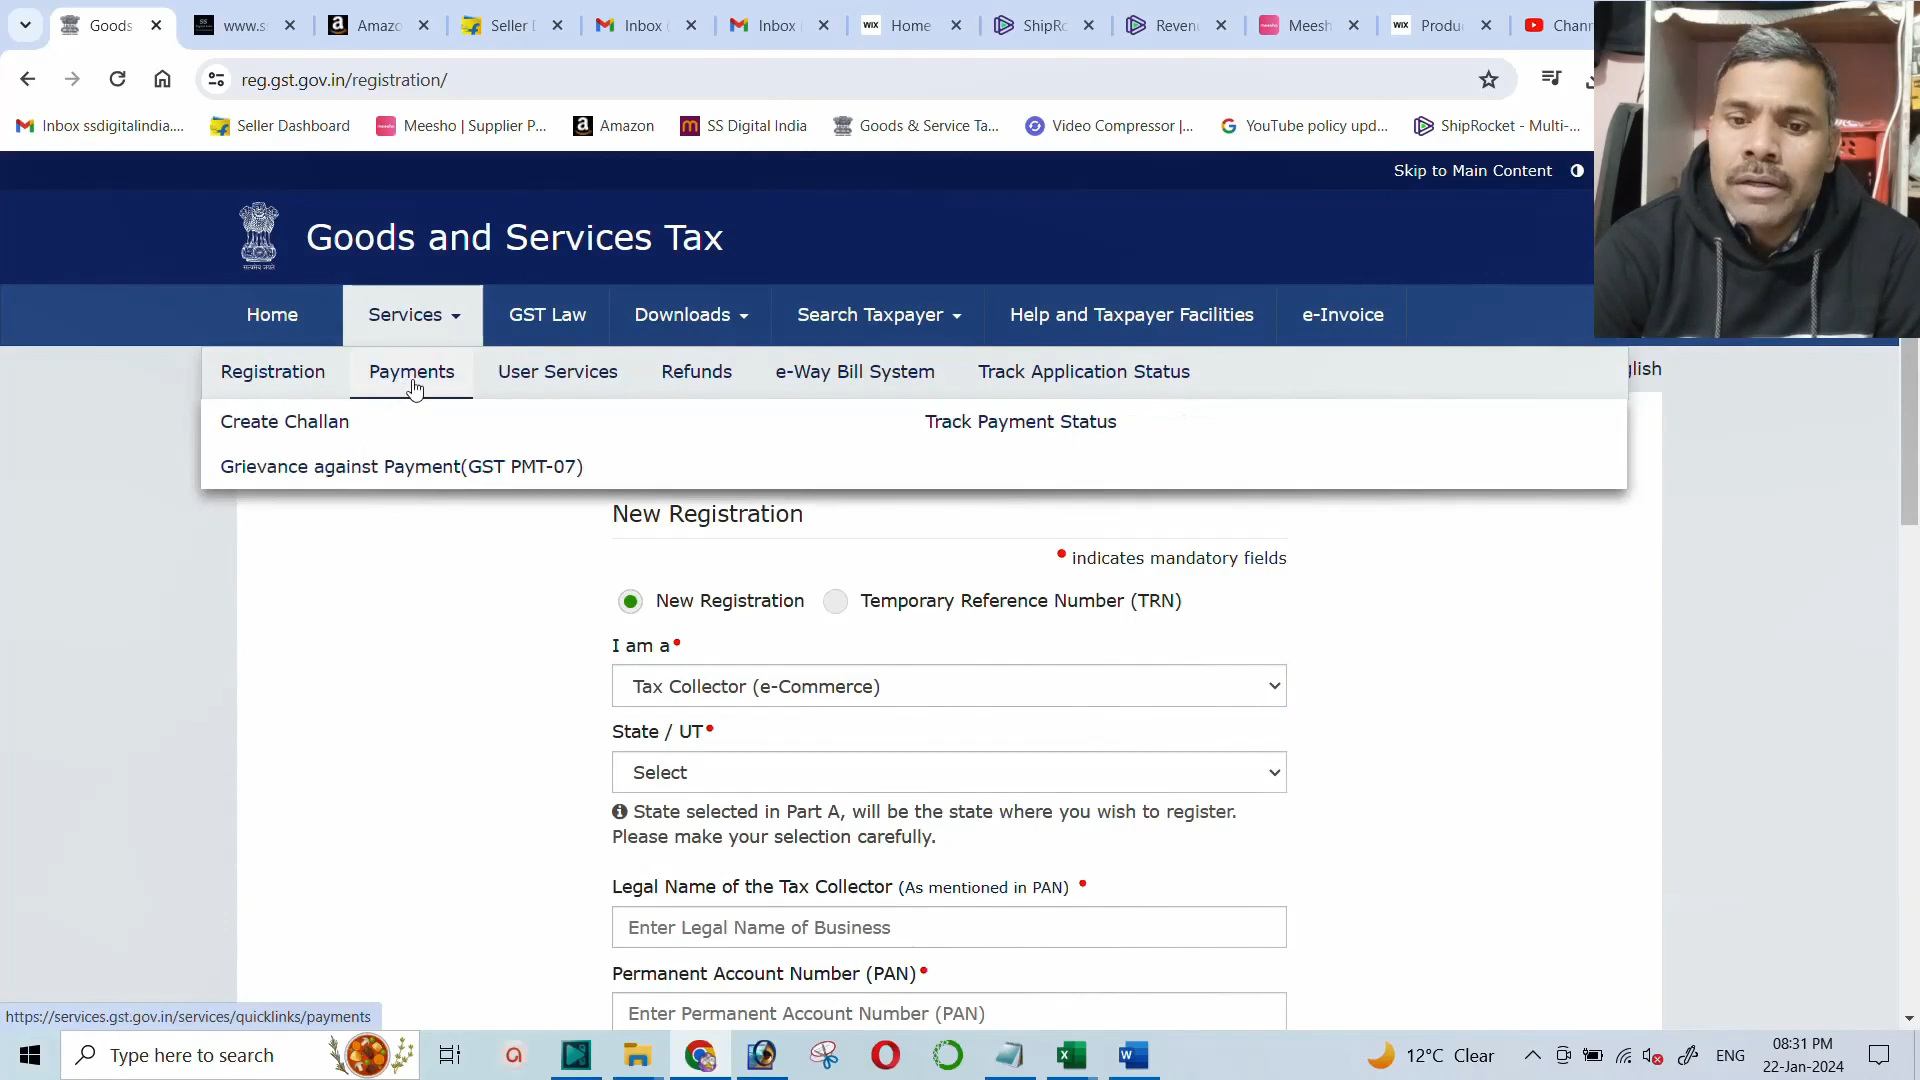 Goods
www.s
Amazo
Seller
Inbox
Inbox
Home
ShipRo
Reven
Meesh
Produ
Chan
reg.gst.gov.in/registration/
Inbox ssdigitalindia....
Seller Dashboard
Meesho | Supplier P...
Amazon
SS Digital India
Goods & Service Ta...
Video Compressor |...
YouTube policy upd...
ShipRocket - Multi-...
Skip to Main Content
Goods and Services Tax
Home
Services
GST Law
Downloads
Search Taxpayer
Help and Taxpayer Facilities
e-Invoice
Registration
Payments
User Services
Refunds
e-Way Bill System
Track Application Status
glish
Create Challan
Track Payment Status
Grievance against Payment(GST PMT-07)
New Registration
• indicates mandatory fields
New Registration
Temporary Reference Number (TRN)
I am a•
Tax Collector (e-Commerce)
State / UT•
Select
State selected in Part A, will be the state where you wish to register.
Please make your selection carefully.
Legal Name of the Tax Collector (As mentioned in PAN) •
Enter Legal Name of Business
Permanent Account Number (PAN)•
Enter Permanent Account Number (PAN)
https://services.gst.gov.in/services/quicklinks/payments
Type here to search
12°C Clear
ENG
08:31 PM
22-Jan-2024